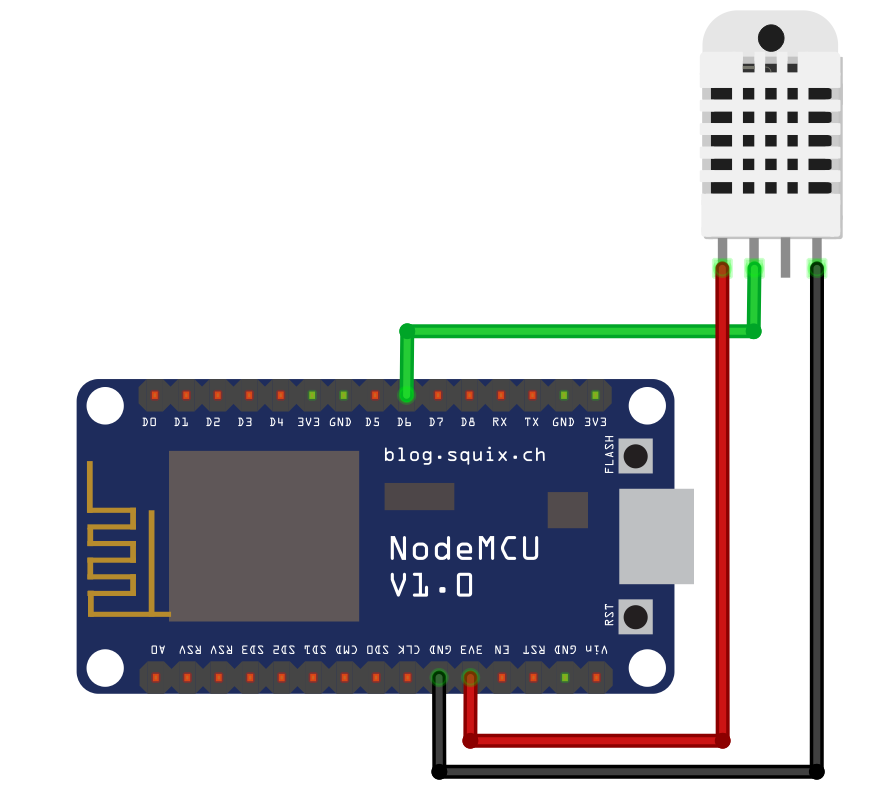 D0 D1 D2 D3 D4 3V3 GND D5 D6 D7 D8 RX TX GND 3V3
blog.squix.ch
FLASH
NodeMCU
V1.0
RST
A0 RSV RSV SD3 SD2 SD1 CMD SD0 CLK GND 3V3 EN RST GND Vin